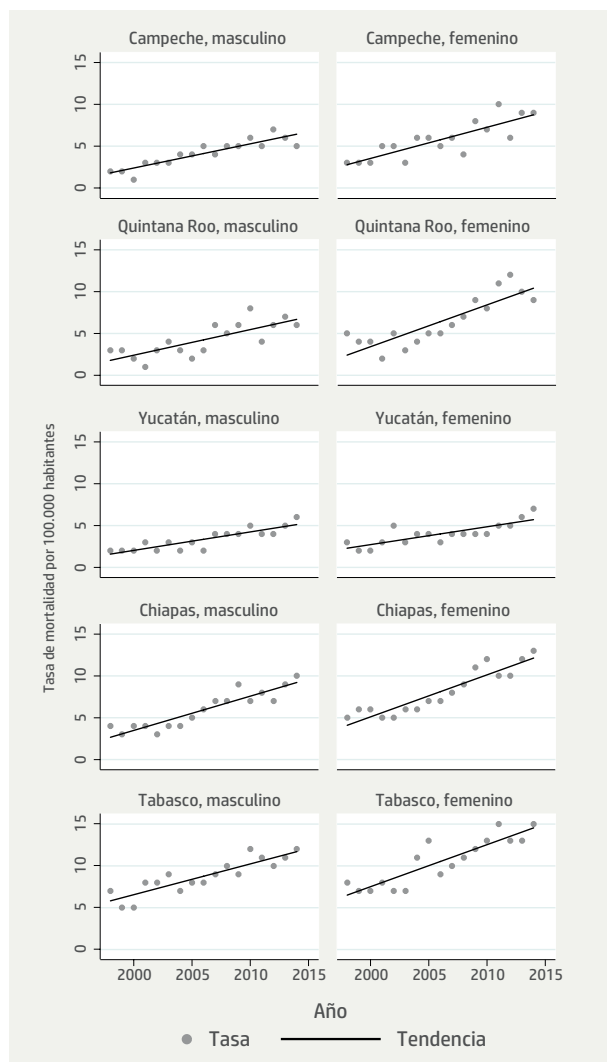 Campeche, masculino
Campeche, femenino
15
10
5
0
Quintana Roo, masculino
Quintana Roo, femenino
15
10
5
0
Tasa de mortalidad por 100.000 habitantes
Yucatán, masculino
Yucatán, femenino
15
10
5
0
Chiapas, masculino
Chiapas, femenino
15
10
5
0
Tabasco, masculino
Tabasco, femenino
15
10
5
0
2000 2005 2010 2015
2000 2005 2010 2015
Año
Tasa Tendencia